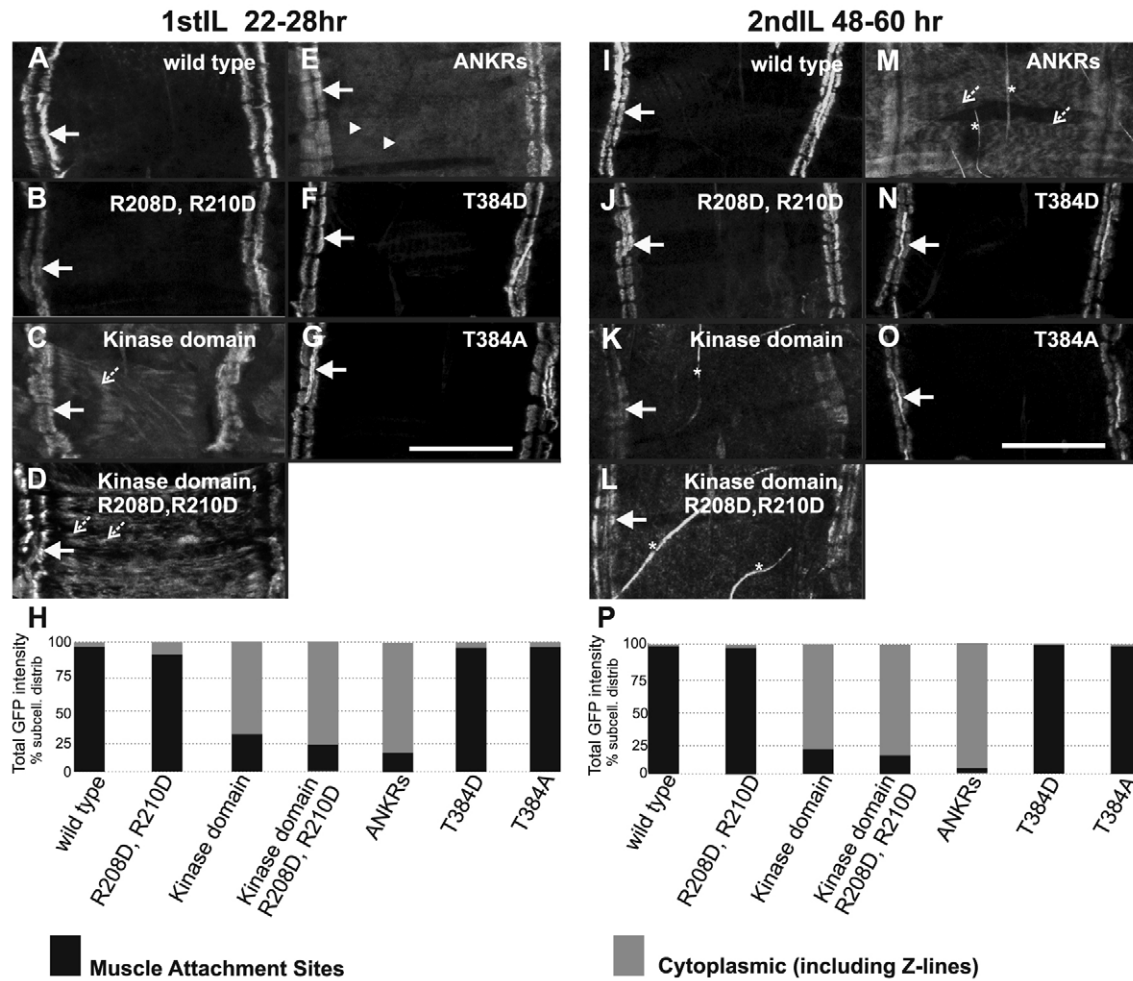 1stIL 22-28hr
2ndIL 48-60 hr
A
wild type
E
ANKRs
B
R208D, R210D
F
T384D
C
Kinase domain
G
T384A
D
Kinase domain,
R208D,R210D
I
wild type
M
ANKRs
*
*
J
R208D, R210D
N
T384D
K
Kinase domain
*
O
T384A
L
Kinase domain,
R208D,R210D
*
*
H
Total GFP intensity
% subcell. distrib
100
75
50
25
0
wild type
R208D, R210D
Kinase domain
Kinase domain
R208D, R210D
ANKRs
T384D
T384A
P
Total GFP intensity
% subcell. distrib
100
75
50
25
0
wild type
R208D, R210D
Kinase domain
Kinase domain
R208D, R210D
ANKRs
T384D
T384A
Muscle Attachment Sites
Cytoplasmic (including Z-lines)